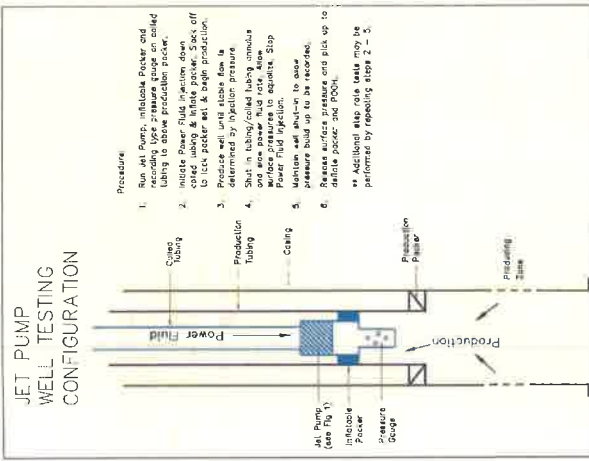 JET PUMP
WELL TESTING
CONFIGURATION
Procedure:
1. Run Jet Pump, Inflatable Packer and
recording type pressure gauge on coiled
tubing to above production packer.
2. Initiate Power Fluid injection down
coiled tubing & inflate packer. Slack off
to lock packer set & begin production.
3. Produce well until stable flow is
determined by injection pressure.
4. Shut in tubing/coiled tubing annulus
and slow power fluid rate. Allow
surface pressures to equalize. Stop
Power Fluid injection.
5. Maintain well shut-in to allow
pressure build up to be recorded.
6. Release surface pressure and pick up to
deflate packer and POOH.
** Additional step rate tests may be
performed by repeating steps 2 - 5.
Coiled
Tubing
Production
Tubing
Casing
Production
Packer
Producing
Zone
Power Fluid
Production
Jet Pump
(see Fig 1)
Inflatable
Packer
Pressure
Gauge